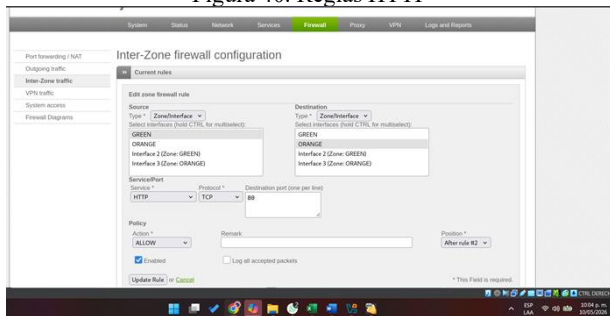 System Status Network Services Firewall Proxy VPN Logs and Reports
Port forwarding / NAT
Outgoing traffic
Inter-Zone traffic
VPN traffic
System access
Firewall Diagrams
Inter-Zone firewall configuration
Current rules
Edit zone firewall rule
Source Destination
Type * Zone/Interface Type * Zone/Interface
Select interfaces (hold CTRL for multiselect): Select interfaces (hold CTRL for multiselect):
GREEN GREEN
ORANGE ORANGE
Interface 2 (Zone: GREEN) Interface 2 (Zone: GREEN)
Interface 3 (Zone: ORANGE) Interface 3 (Zone: ORANGE)
Service/Port
Service * Protocol * Destination port (one per line)
HTTP TCP 80
Policy
Action * Remark Position *
ALLOW After rule #2
Enabled Log all accepted packets
Update Rule or Cancel * This Field is required.
CTRL DERECH
ESP 10:04 p. m.
LAA 10/05/2026